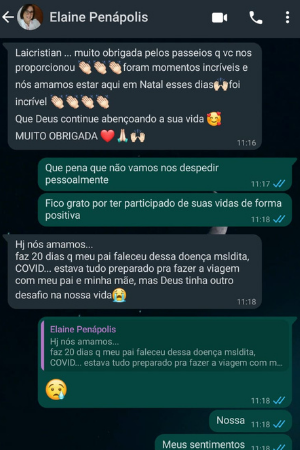 Elaine Penápolis
Laicristian ... muito obrigada pelos passeios q vc nos
proporcionou 👏🏻👏🏻👏🏻foram momentos incríveis e
nós amamos estar aqui em Natal esses dias🙌🏻foi
incrível 👏🏻👏🏻👏🏻👏🏻
Que Deus continue abençoando a sua vida 🥰
MUITO OBRIGADA ❤️🙏🏻🙌🏻
11:16
Que pena que não vamos nos despedir
pessoalmente
11:17
Fico grato por ter participado de suas vidas de forma
positiva
11:18
Hj nós amamos...
faz 20 dias q meu pai faleceu dessa doença msldita,
COVID... estava tudo preparado pra fazer a viagem
com meu pai e minha mãe, mas Deus tinha outro
desafio na nossa vida😭
11:18
Elaine Penápolis
Hj nós amamos...
faz 20 dias q meu pai faleceu dessa doença msldita,
COVID... estava tudo preparado pra fazer a viagem com m...
😢
11:18
Nossa 11:18
Meus sentimentos 11:18